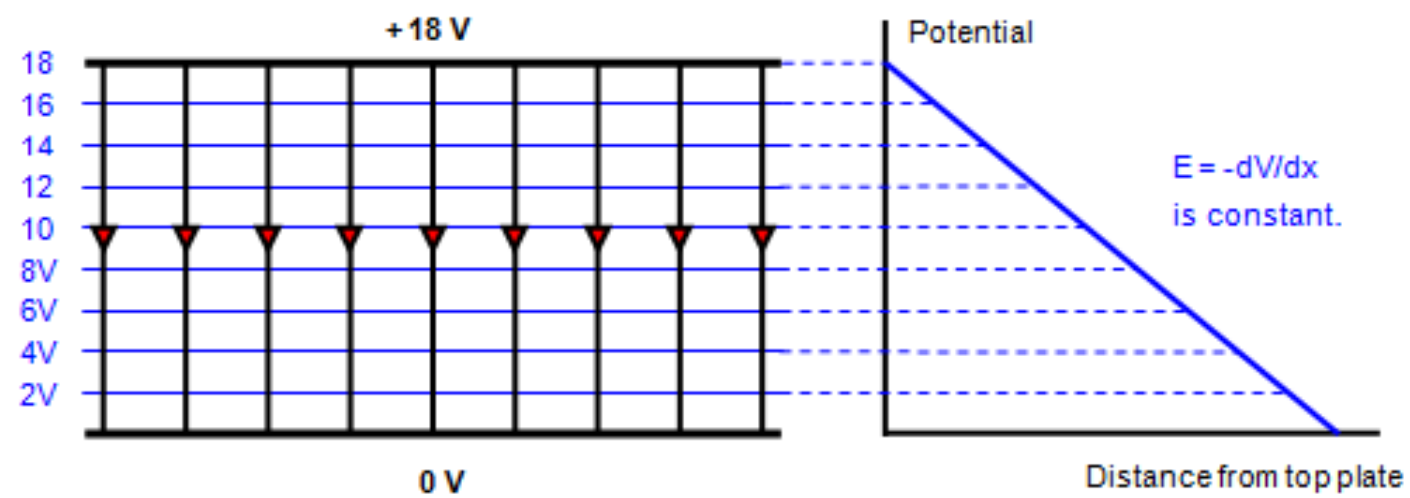 +18 V
18
16
14
12
10
8V
6V
4V
2V
0 V
Potential
E = -dV/dx
is constant.
Distance from top plate